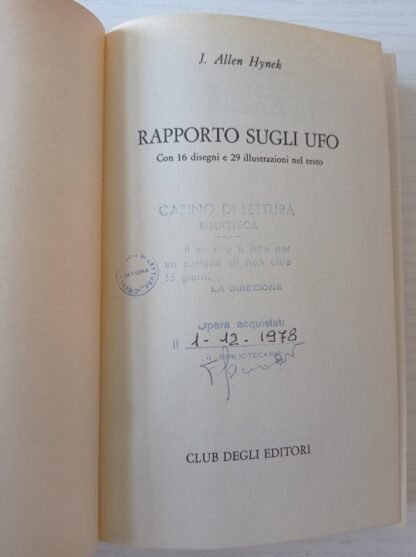 J. Allen Hynek
RAPPORTO SUGLI UFO
Con 16 disegni e 29 illustrazioni nel testo
CASINO DI LETTURA
BIBLIOTECA
Il prestito è fatto per
un periodo di non oltre
15 giorni.
LA DIREZIONE
Opera acquistata
il 1-12-1978
IL BIBLIOTECARIO
CLUB DEGLI EDITORI